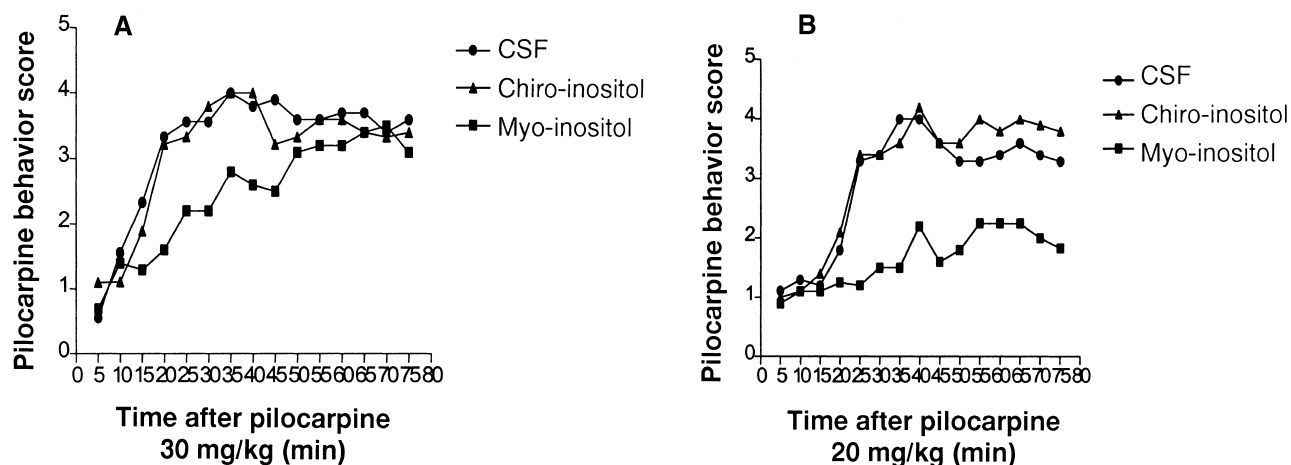 A
Pilocarpine behavior score
5
4
3
2
1
0
0 5 10 15 20 25 30 35 40 45 50 55 60 65 70 75 80
CSF
Chiro-inositol
Myo-inositol
Time after pilocarpine
30 mg/kg (min)
B
Pilocarpine behavior score
5
4
3
2
1
0
0 5 10 15 20 25 30 35 40 45 50 55 60 65 70 75 80
CSF
Chiro-inositol
Myo-inositol
Time after pilocarpine
20 mg/kg (min)